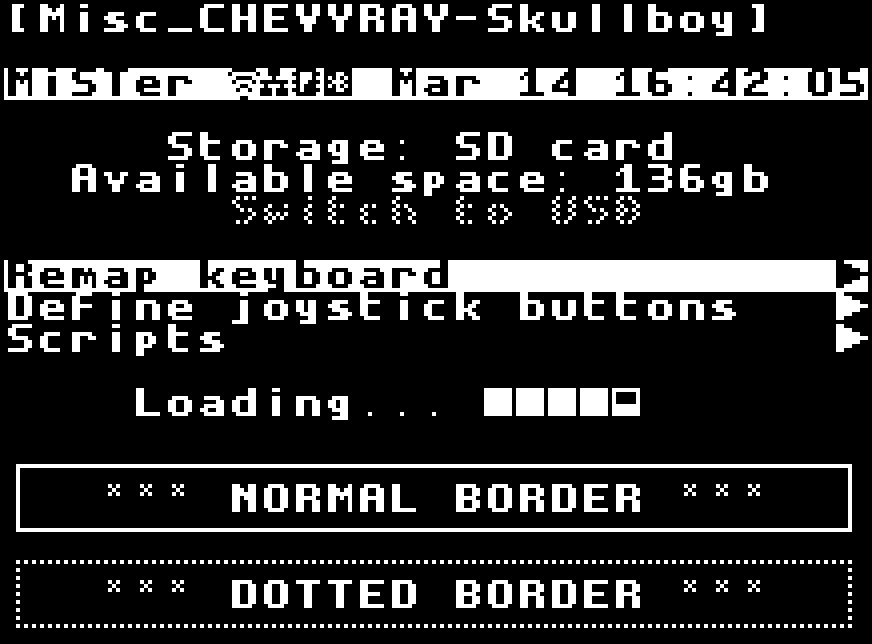 [Misc_CHEVYRAY-Skullboy]
MiSTer Mar 14 16:42:05
Storage: SD card
Available space: 136gb
Switch to USB
Remap keyboard
Define joystick buttons
Scripts
Loading...
*** NORMAL BORDER ***
*** DOTTED BORDER ***